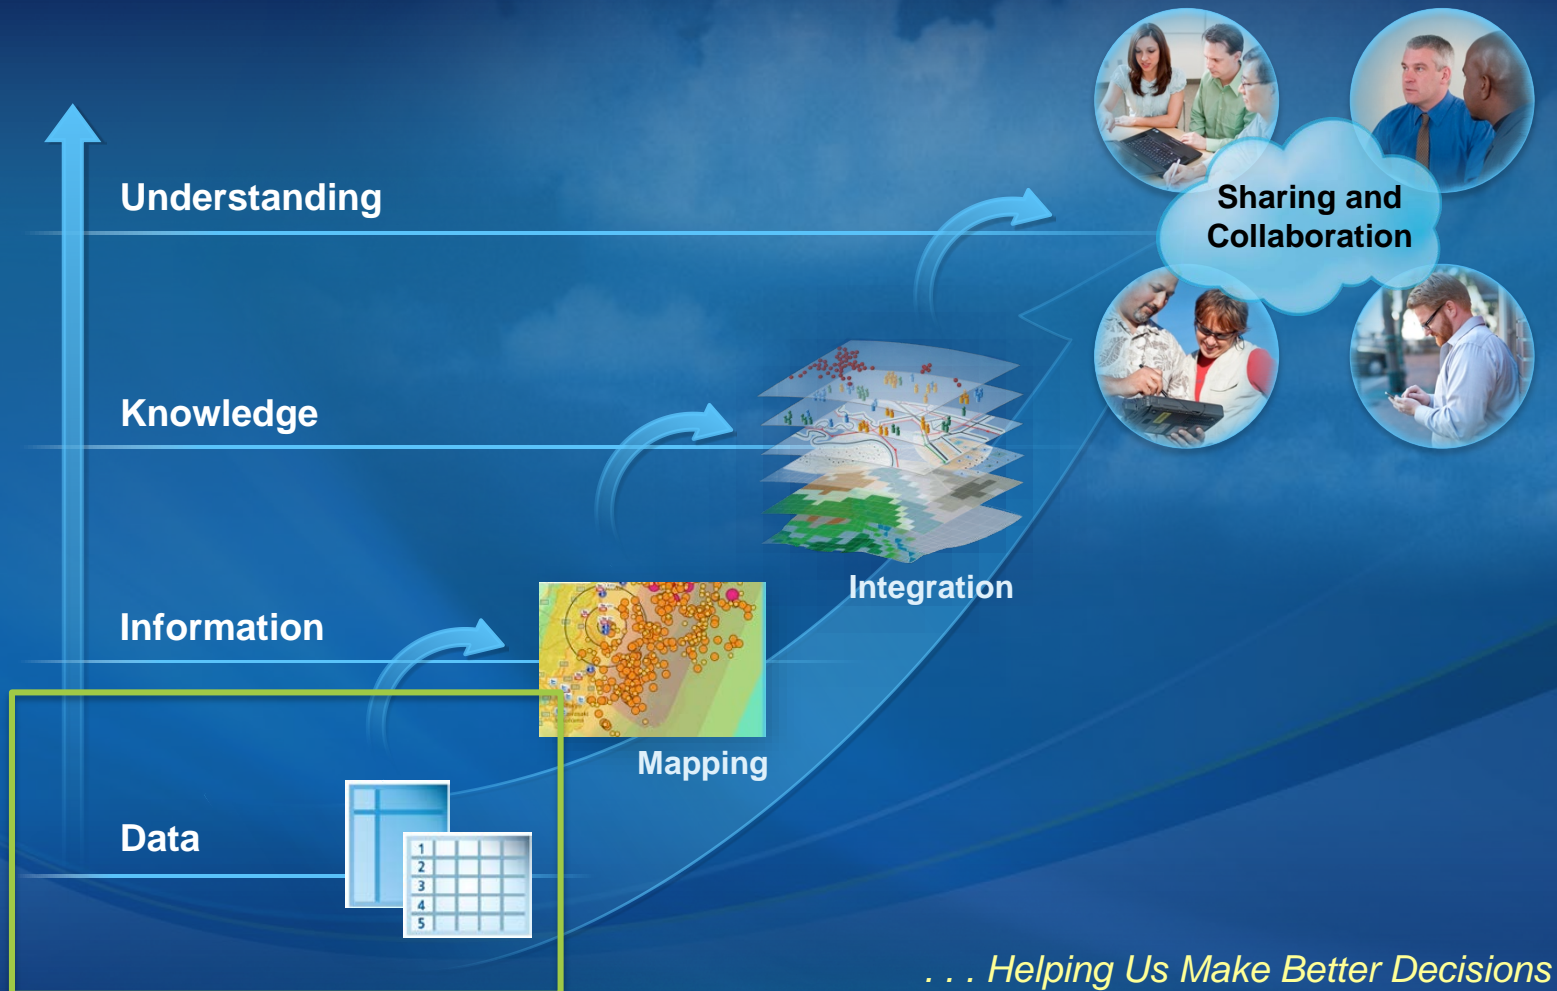 Understanding
Sharing and
Collaboration
Knowledge
Integration
Information
Mapping
Data
1
2
3
4
5
. . . Helping Us Make Better Decisions